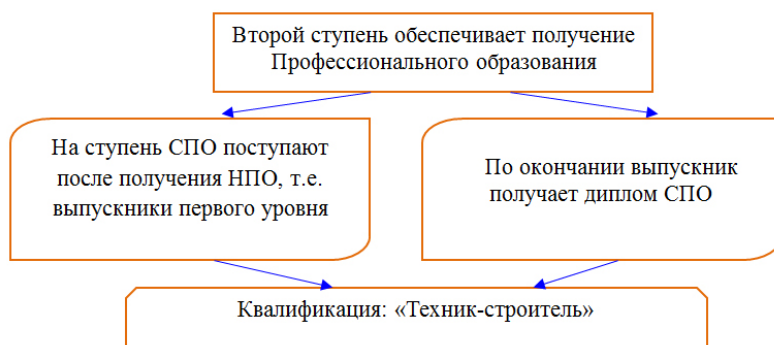 Второй ступень обеспечивает получение
Профессионального образования
На ступень СПО поступают
после получения НПО, т.е.
выпускники первого уровня
По окончании выпускник
получает диплом СПО
Квалификация: «Техник-строитель»